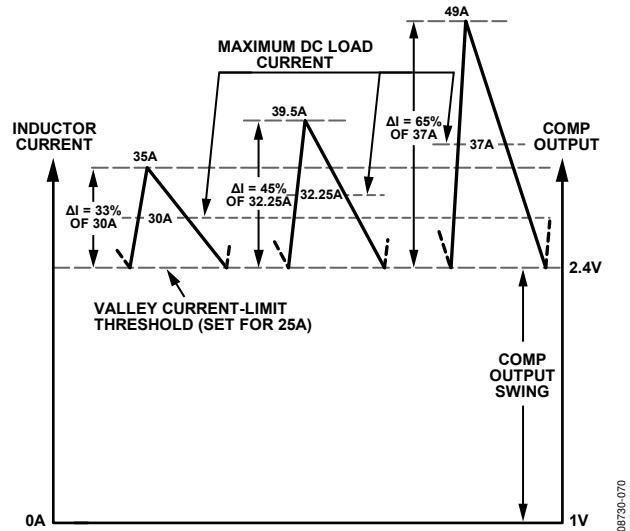 49A
MAXIMUM DC LOAD
CURRENT
39.5A
INDUCTOR
CURRENT
ΔI = 65%
OF 37A
COMP
OUTPUT
35A
37A
ΔI = 45%
OF 32.25A
32.25A
ΔI = 33%
OF 30A
30A
2.4V
VALLEY CURRENT-LIMIT
THRESHOLD (SET FOR 25A)
COMP
OUTPUT
SWING
0A
1V
08730-070